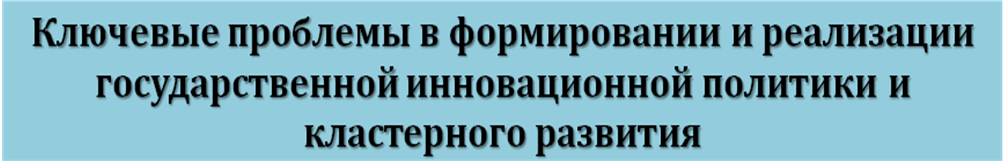 Ключевые проблемы в формировании и реализации
государственной инновационной политики и
кластерного развития